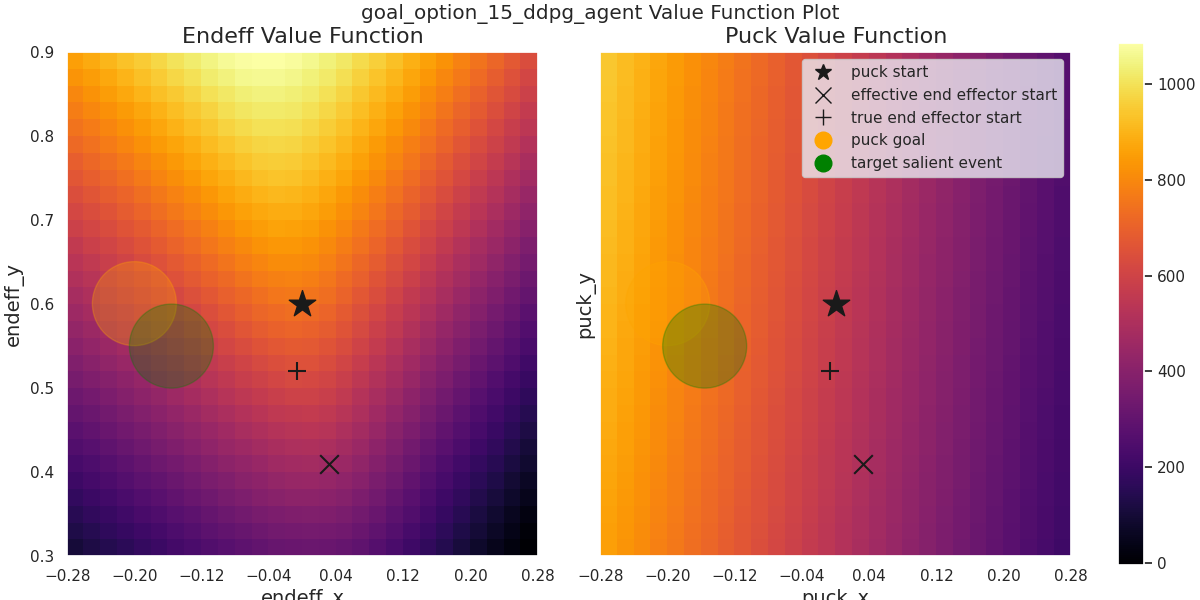 goal_option_15_ddpg_agent Value Function Plot
Endeff Value Function
endeff_y
0.9
0.8
0.7
0.6
0.5
0.4
0.3
−0.28 −0.20 −0.12 −0.04 0.04 0.12 0.20 0.28
endeff_x
Puck Value Function
puck_y
puck start
effective end effector start
true end effector start
puck goal
target salient event
−0.28 −0.20 −0.12 −0.04 0.04 0.12 0.20 0.28
puck_x
1000
800
600
400
200
0